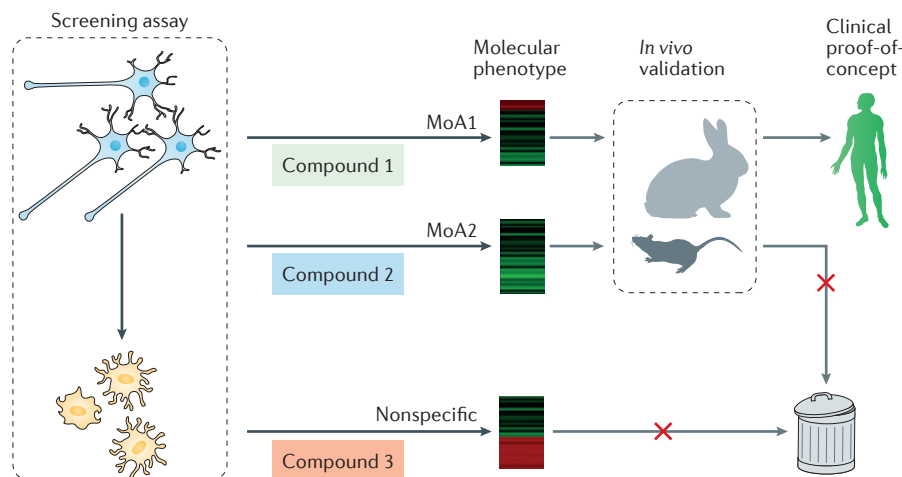 Screening assay
Molecular
phenotype
In vivo
validation
Clinical
proof-of-
concept
MoA1
Compound 1
MoA2
Compound 2
Nonspecific
Compound 3